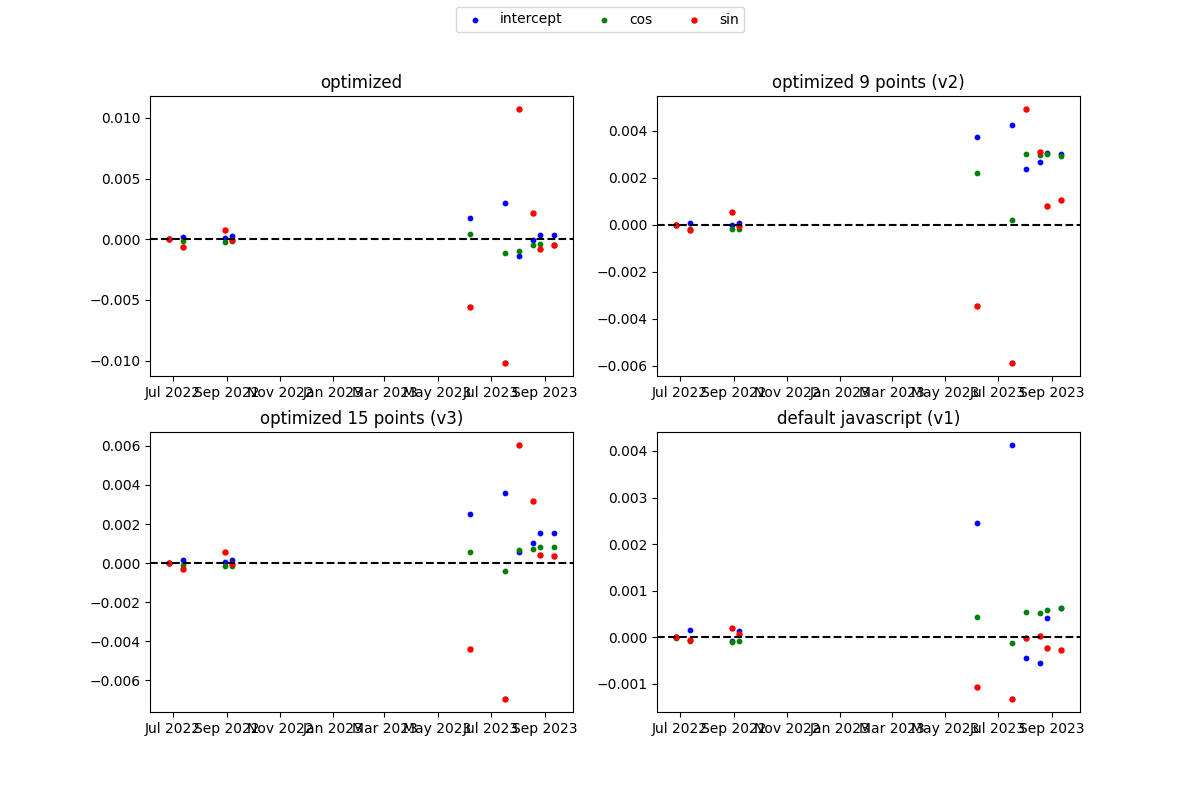 intercept cos sin
optimized
optimized 9 points (v2)
0.010
0.005
0.000
−0.005
−0.010
0.004
0.002
0.000
−0.002
−0.004
−0.006
Jul 2022 Sep 2022 Nov 2022 Jan 2023 Mar 2023 May 2023 Jul 2023 Sep 2023
Jul 2022 Sep 2022 Nov 2022 Jan 2023 Mar 2023 May 2023 Jul 2023 Sep 2023
optimized 15 points (v3)
default javascript (v1)
0.006
0.004
0.002
0.000
−0.002
−0.004
−0.006
0.004
0.003
0.002
0.001
0.000
−0.001
Jul 2022 Sep 2022 Nov 2022 Jan 2023 Mar 2023 May 2023 Jul 2023 Sep 2023
Jul 2022 Sep 2022 Nov 2022 Jan 2023 Mar 2023 May 2023 Jul 2023 Sep 2023